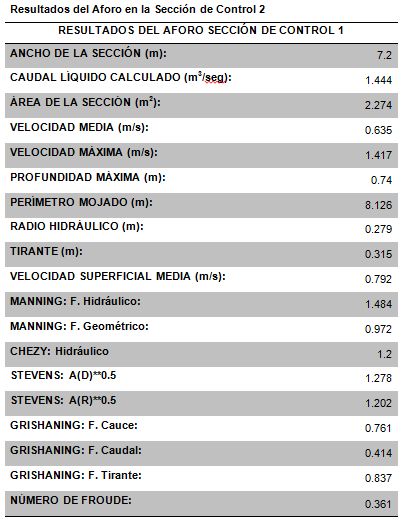 Resultados del Aforo en la Sección de Control 2
RESULTADOS DEL AFORO SECCIÓN DE CONTROL 1
ANCHO DE LA SECCIÓN (m): 7.2
CAUDAL LÍQUIDO CALCULADO (m³/seg): 1.444
ÁREA DE LA SECCIÓN (m²): 2.274
VELOCIDAD MEDIA (m/s): 0.635
VELOCIDAD MÁXIMA (m/s): 1.417
PROFUNDIDAD MÁXIMA (m): 0.74
PERÍMETRO MOJADO (m): 8.126
RADIO HIDRÁULICO (m): 0.279
TIRANTE (m): 0.315
VELOCIDAD SUPERFICIAL MEDIA (m/s): 0.792
MANNING: F. Hidráulico: 1.484
MANNING: F. Geométrico: 0.972
CHEZY: Hidráulico 1.2
STEVENS: A(D)**0.5 1.278
STEVENS: A(R)**0.5 1.202
GRISHANING: F. Cauce: 0.761
GRISHANING: F. Caudal: 0.414
GRISHANING: F. Tirante: 0.837
NÚMERO DE FROUDE: 0.361